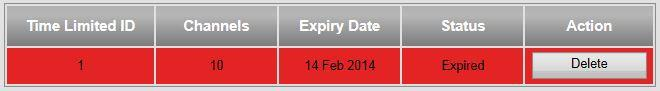 Time Limited ID Channels Expiry Date Status Action
1 10 14 Feb 2014 Expired Delete